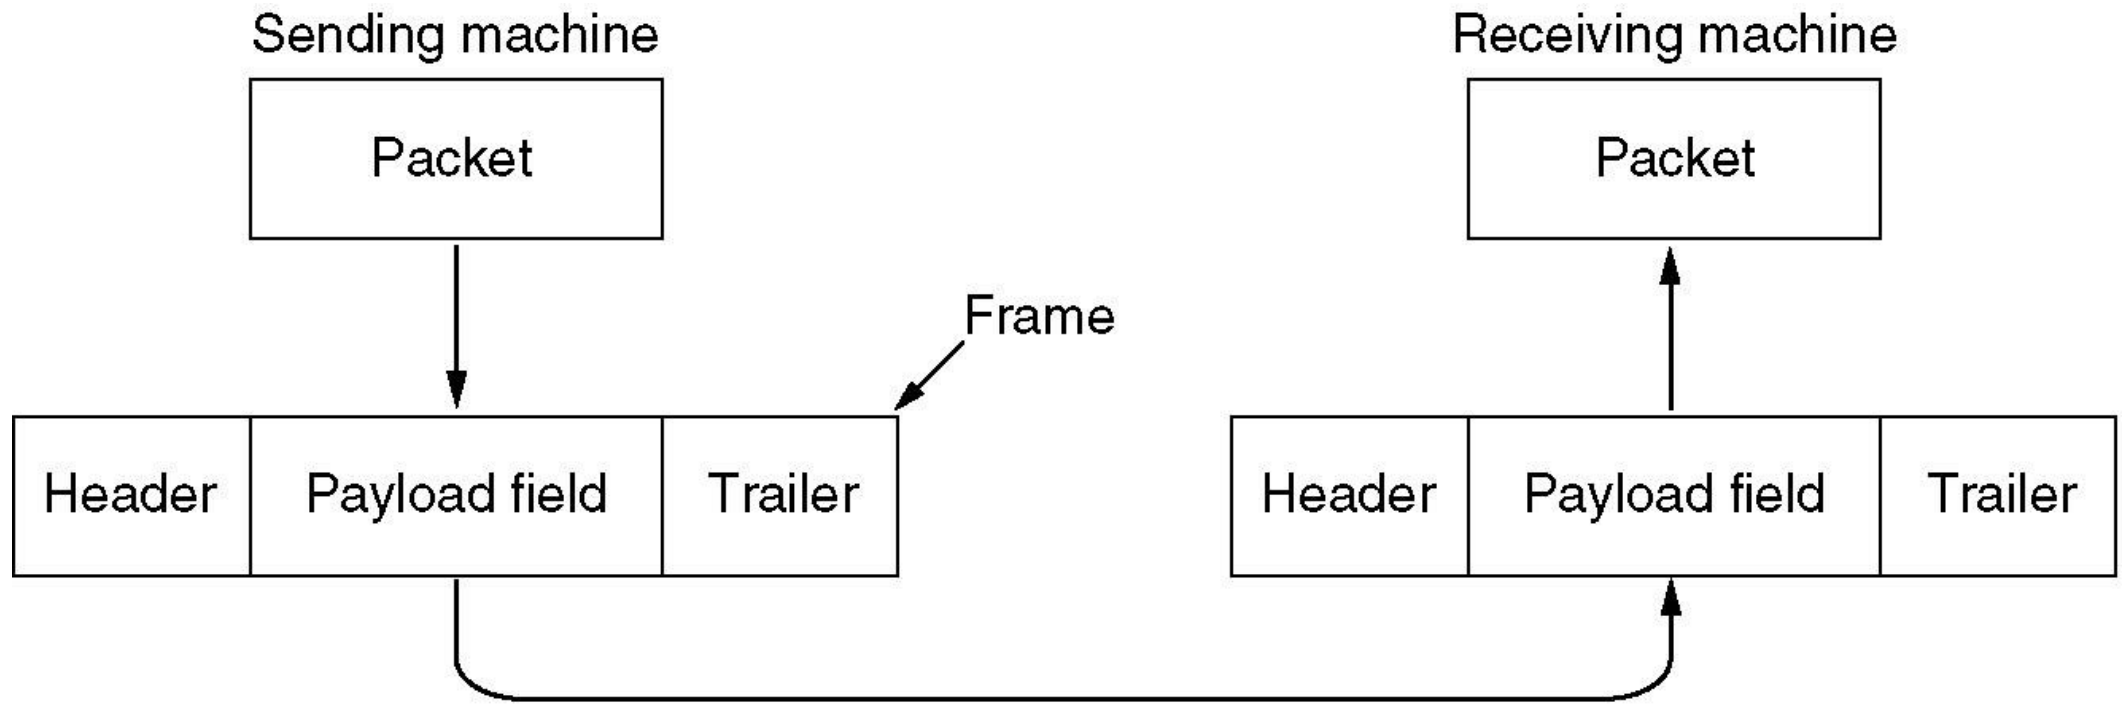 Sending machine
Receiving machine
Packet
Packet
Frame
Header
Payload field
Trailer
Header
Payload field
Trailer